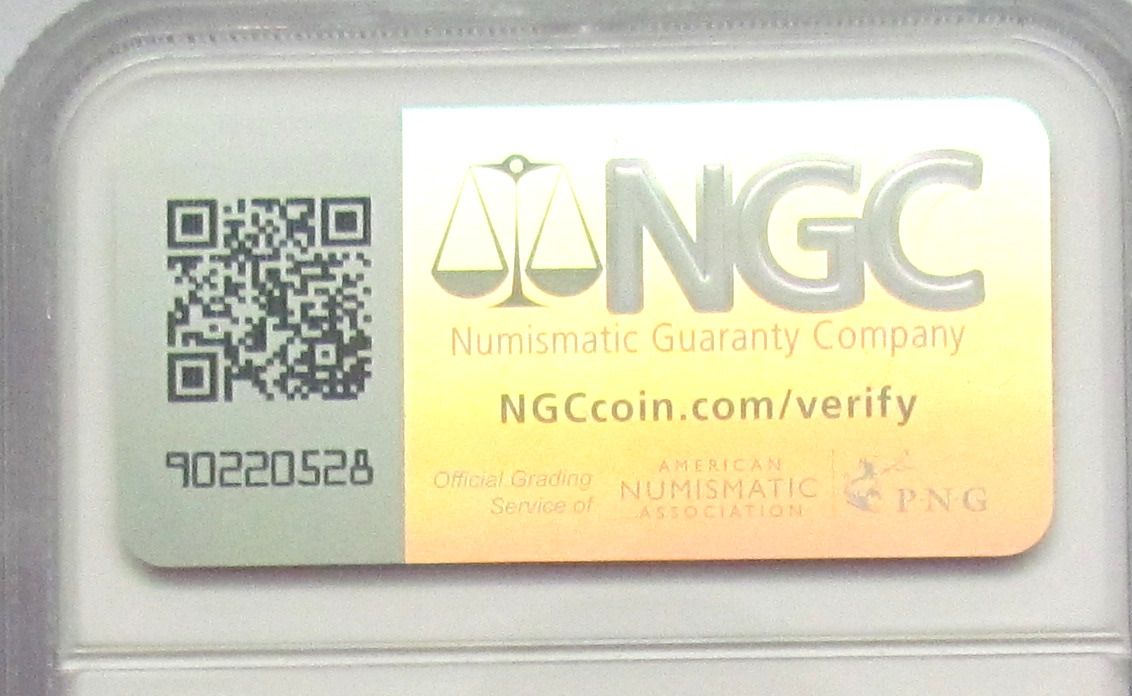 NGC
Numismatic Guaranty Company
NGCcoin.com/verify
90220528
Official Grading
Service of
AMERICAN
NUMISMATIC
ASSOCIATION
PNG